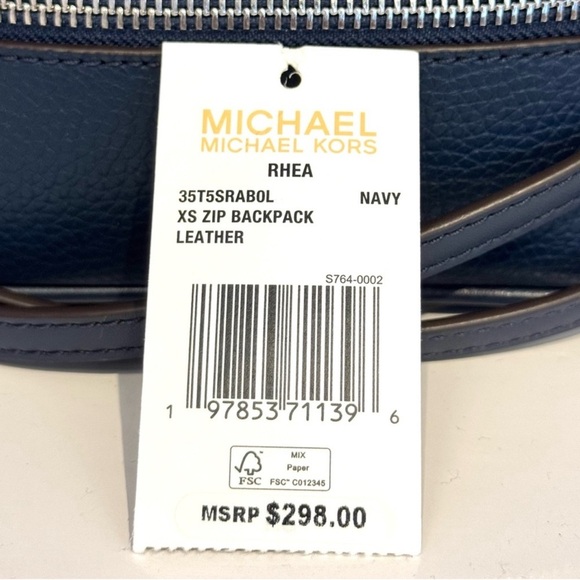 MICHAEL
MICHAEL KORS
RHEA
35T5SRAB0L NAVY
XS ZIP BACKPACK
LEATHER
S764-0002
1 97853 71139 6
MIX
Paper
FSC™ C012345
FSC
MSRP $298.00